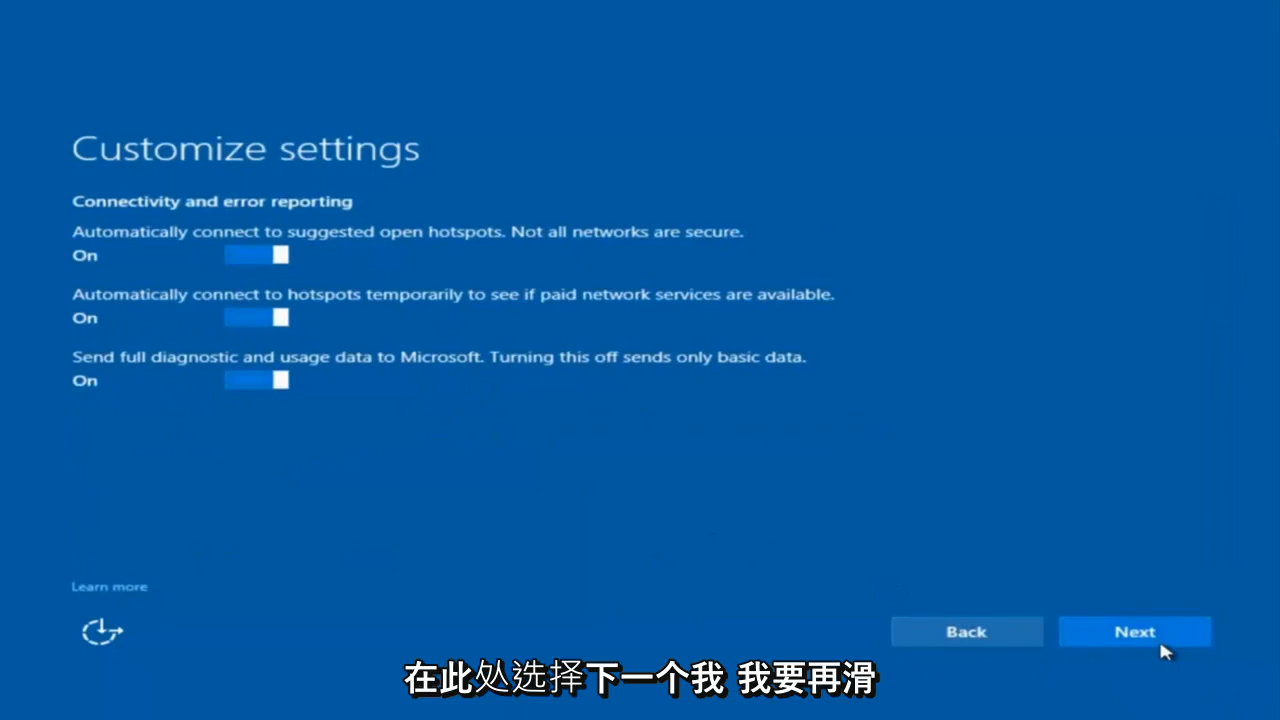 Customize settings
Connectivity and error reporting
Automatically connect to suggested open hotspots. Not all networks are secure.
On
Automatically connect to hotspots temporarily to see if paid network services are available.
On
Send full diagnostic and usage data to Microsoft. Turning this off sends only basic data.
On
Learn more
Back
Next
在此处选择下一个我 我要再滑